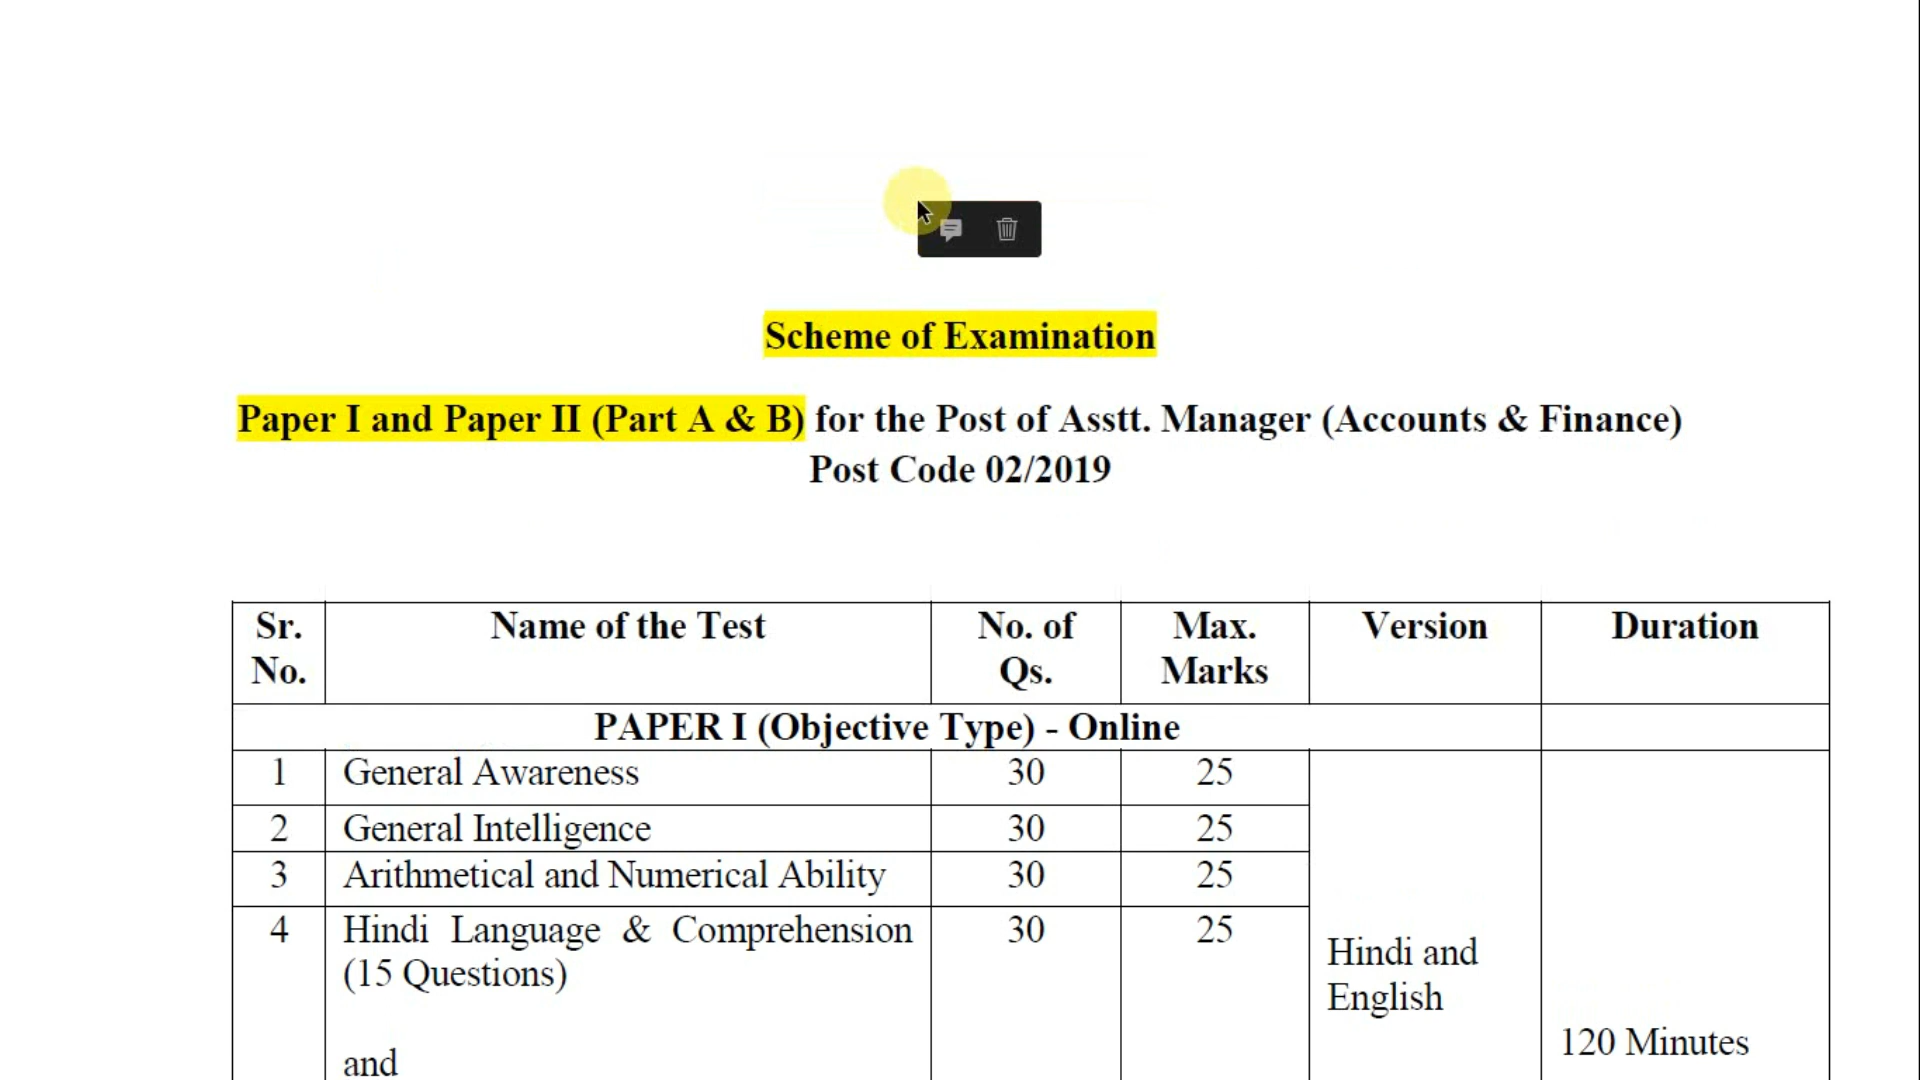 Scheme of Examination
Paper I and Paper II (Part A & B) for the Post of Asstt. Manager (Accounts & Finance)
Post Code 02/2019
Sr. No. Name of the Test No. of Qs. Max. Marks Version Duration
PAPER I (Objective Type) - Online
1 General Awareness 30 25
2 General Intelligence 30 25
3 Arithmetical and Numerical Ability 30 25
4 Hindi Language & Comprehension 30 25
(15 Questions)
and
Hindi and
English
120 Minutes